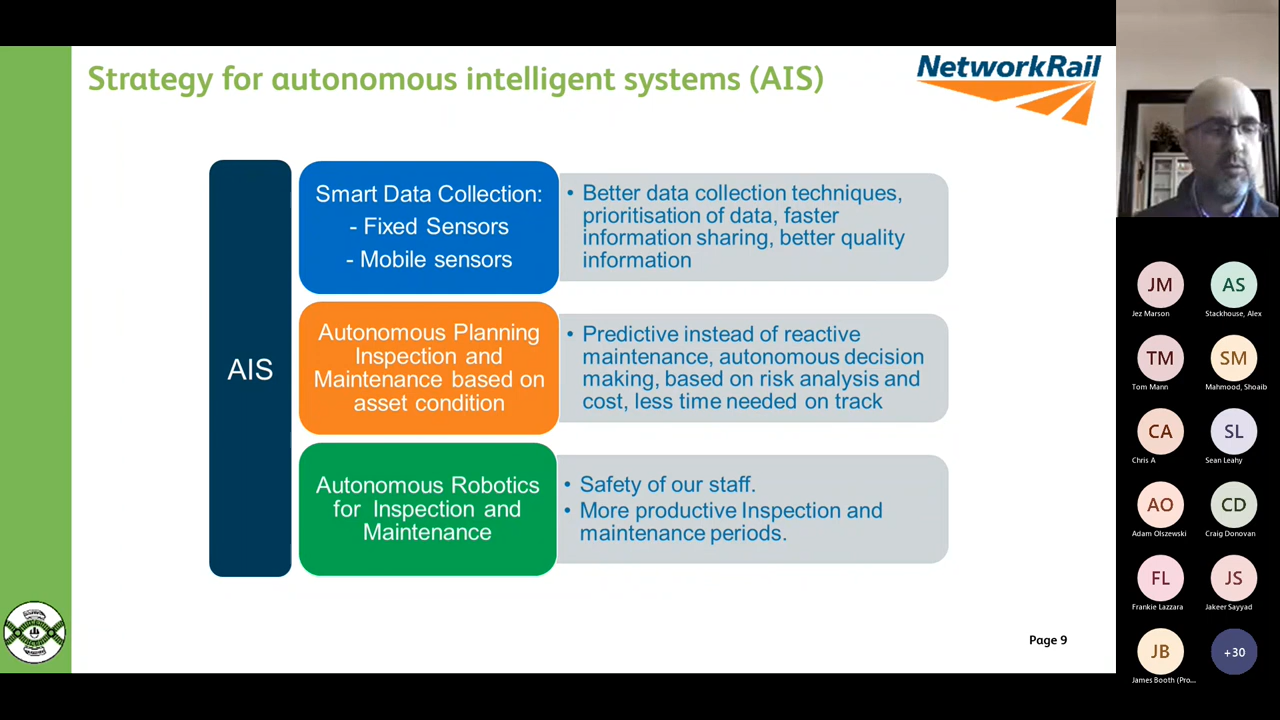 Strategy for autonomous intelligent systems (AIS)
NetworkRail
AIS
Smart Data Collection:
- Fixed Sensors
- Mobile sensors
• Better data collection techniques,
prioritisation of data, faster
information sharing, better quality
information
Autonomous Planning
Inspection and
Maintenance based on
asset condition
• Predictive instead of reactive
maintenance, autonomous decision
making, based on risk analysis and
cost, less time needed on track
Autonomous Robotics
for Inspection and
Maintenance
• Safety of our staff.
• More productive Inspection and
maintenance periods.
Page 9
JM
Jez Marson
AS
Stackhouse, Alex
TM
Tom Mann
SM
Mahmood, Shoaib
CA
Chris A
SL
Sean Leahy
AO
Adam Olszewski
CD
Craig Donovan
FL
Frankie Lazzara
JS
Jakeer Sayyad
JB
James Booth (Pro...
+30